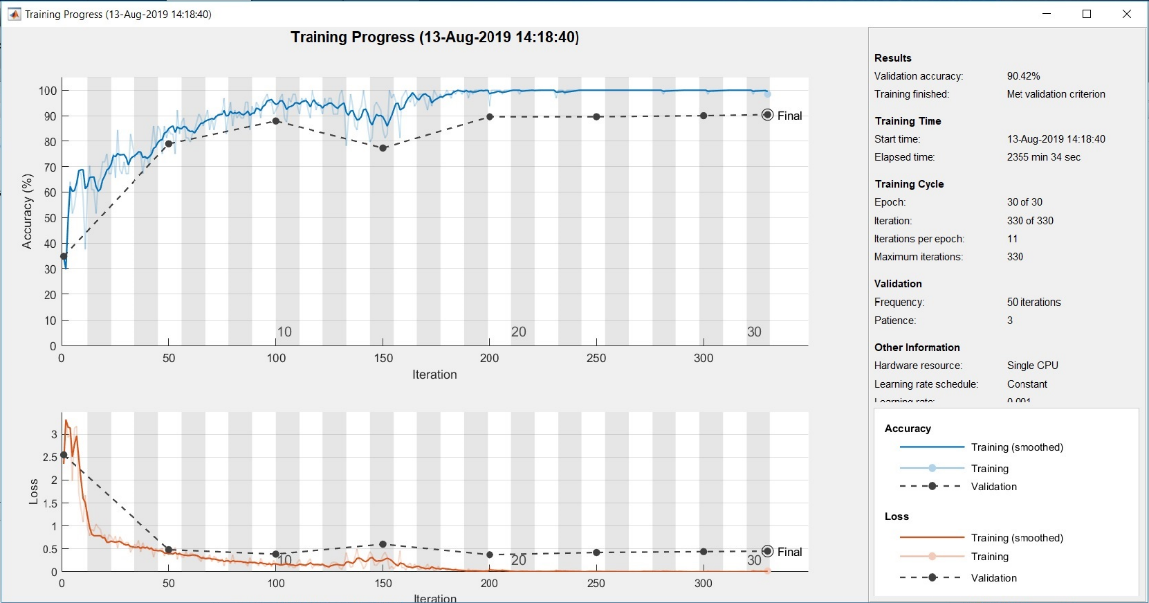 Training Progress (13-Aug-2019 14:18:40)
Training Progress (13-Aug-2019 14:18:40)
Accuracy (%)
100
90
80
70
60
50
40
30
20
10
0
Final
10
20
30
0
50
100
150
200
250
300
Iteration
Loss
3
2.5
2
1.5
1
0.5
0
Final
10
20
30
0
50
100
150
200
250
300
Iteration
Results
Validation accuracy: 90.42%
Training finished: Met validation criterion
Training Time
Start time: 13-Aug-2019 14:18:40
Elapsed time: 2355 min 34 sec
Training Cycle
Epoch: 30 of 30
Iteration: 330 of 330
Iterations per epoch: 11
Maximum iterations: 330
Validation
Frequency: 50 iterations
Patience: 3
Other Information
Hardware resource: Single CPU
Learning rate schedule: Constant
Learning rate: 0.001
Accuracy
Training (smoothed)
Training
Validation
Loss
Training (smoothed)
Training
Validation